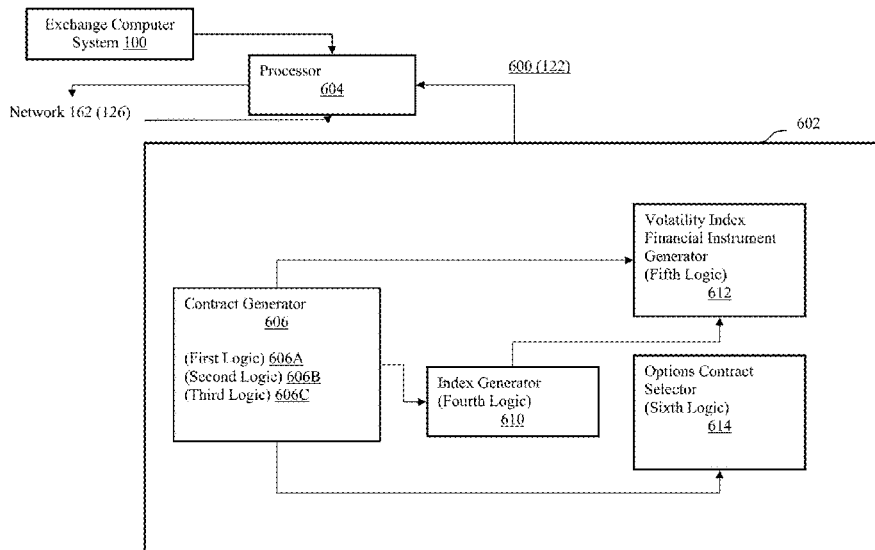 Exchange Computer
System 100
Processor
604
600 (122)
Network 162 (126)
602
Volatility Index
Financial Instrument
Generator
(Fifth Logic)
612
Contract Generator
606
(First Logic) 606A
(Second Logic) 606B
(Third Logic) 606C
Index Generator
(Fourth Logic)
610
Options Contract
Selector
(Sixth Logic)
614